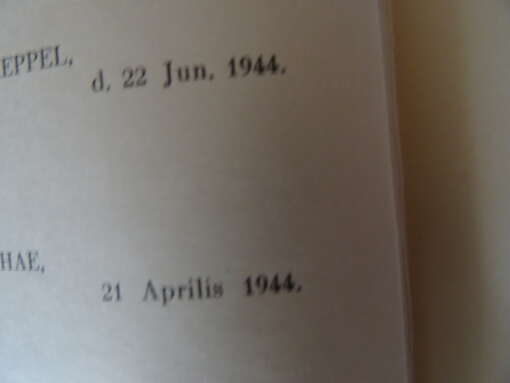 EPPEL,
d. 22 Jun. 1944.
HAE,
21 Aprilis 1944.